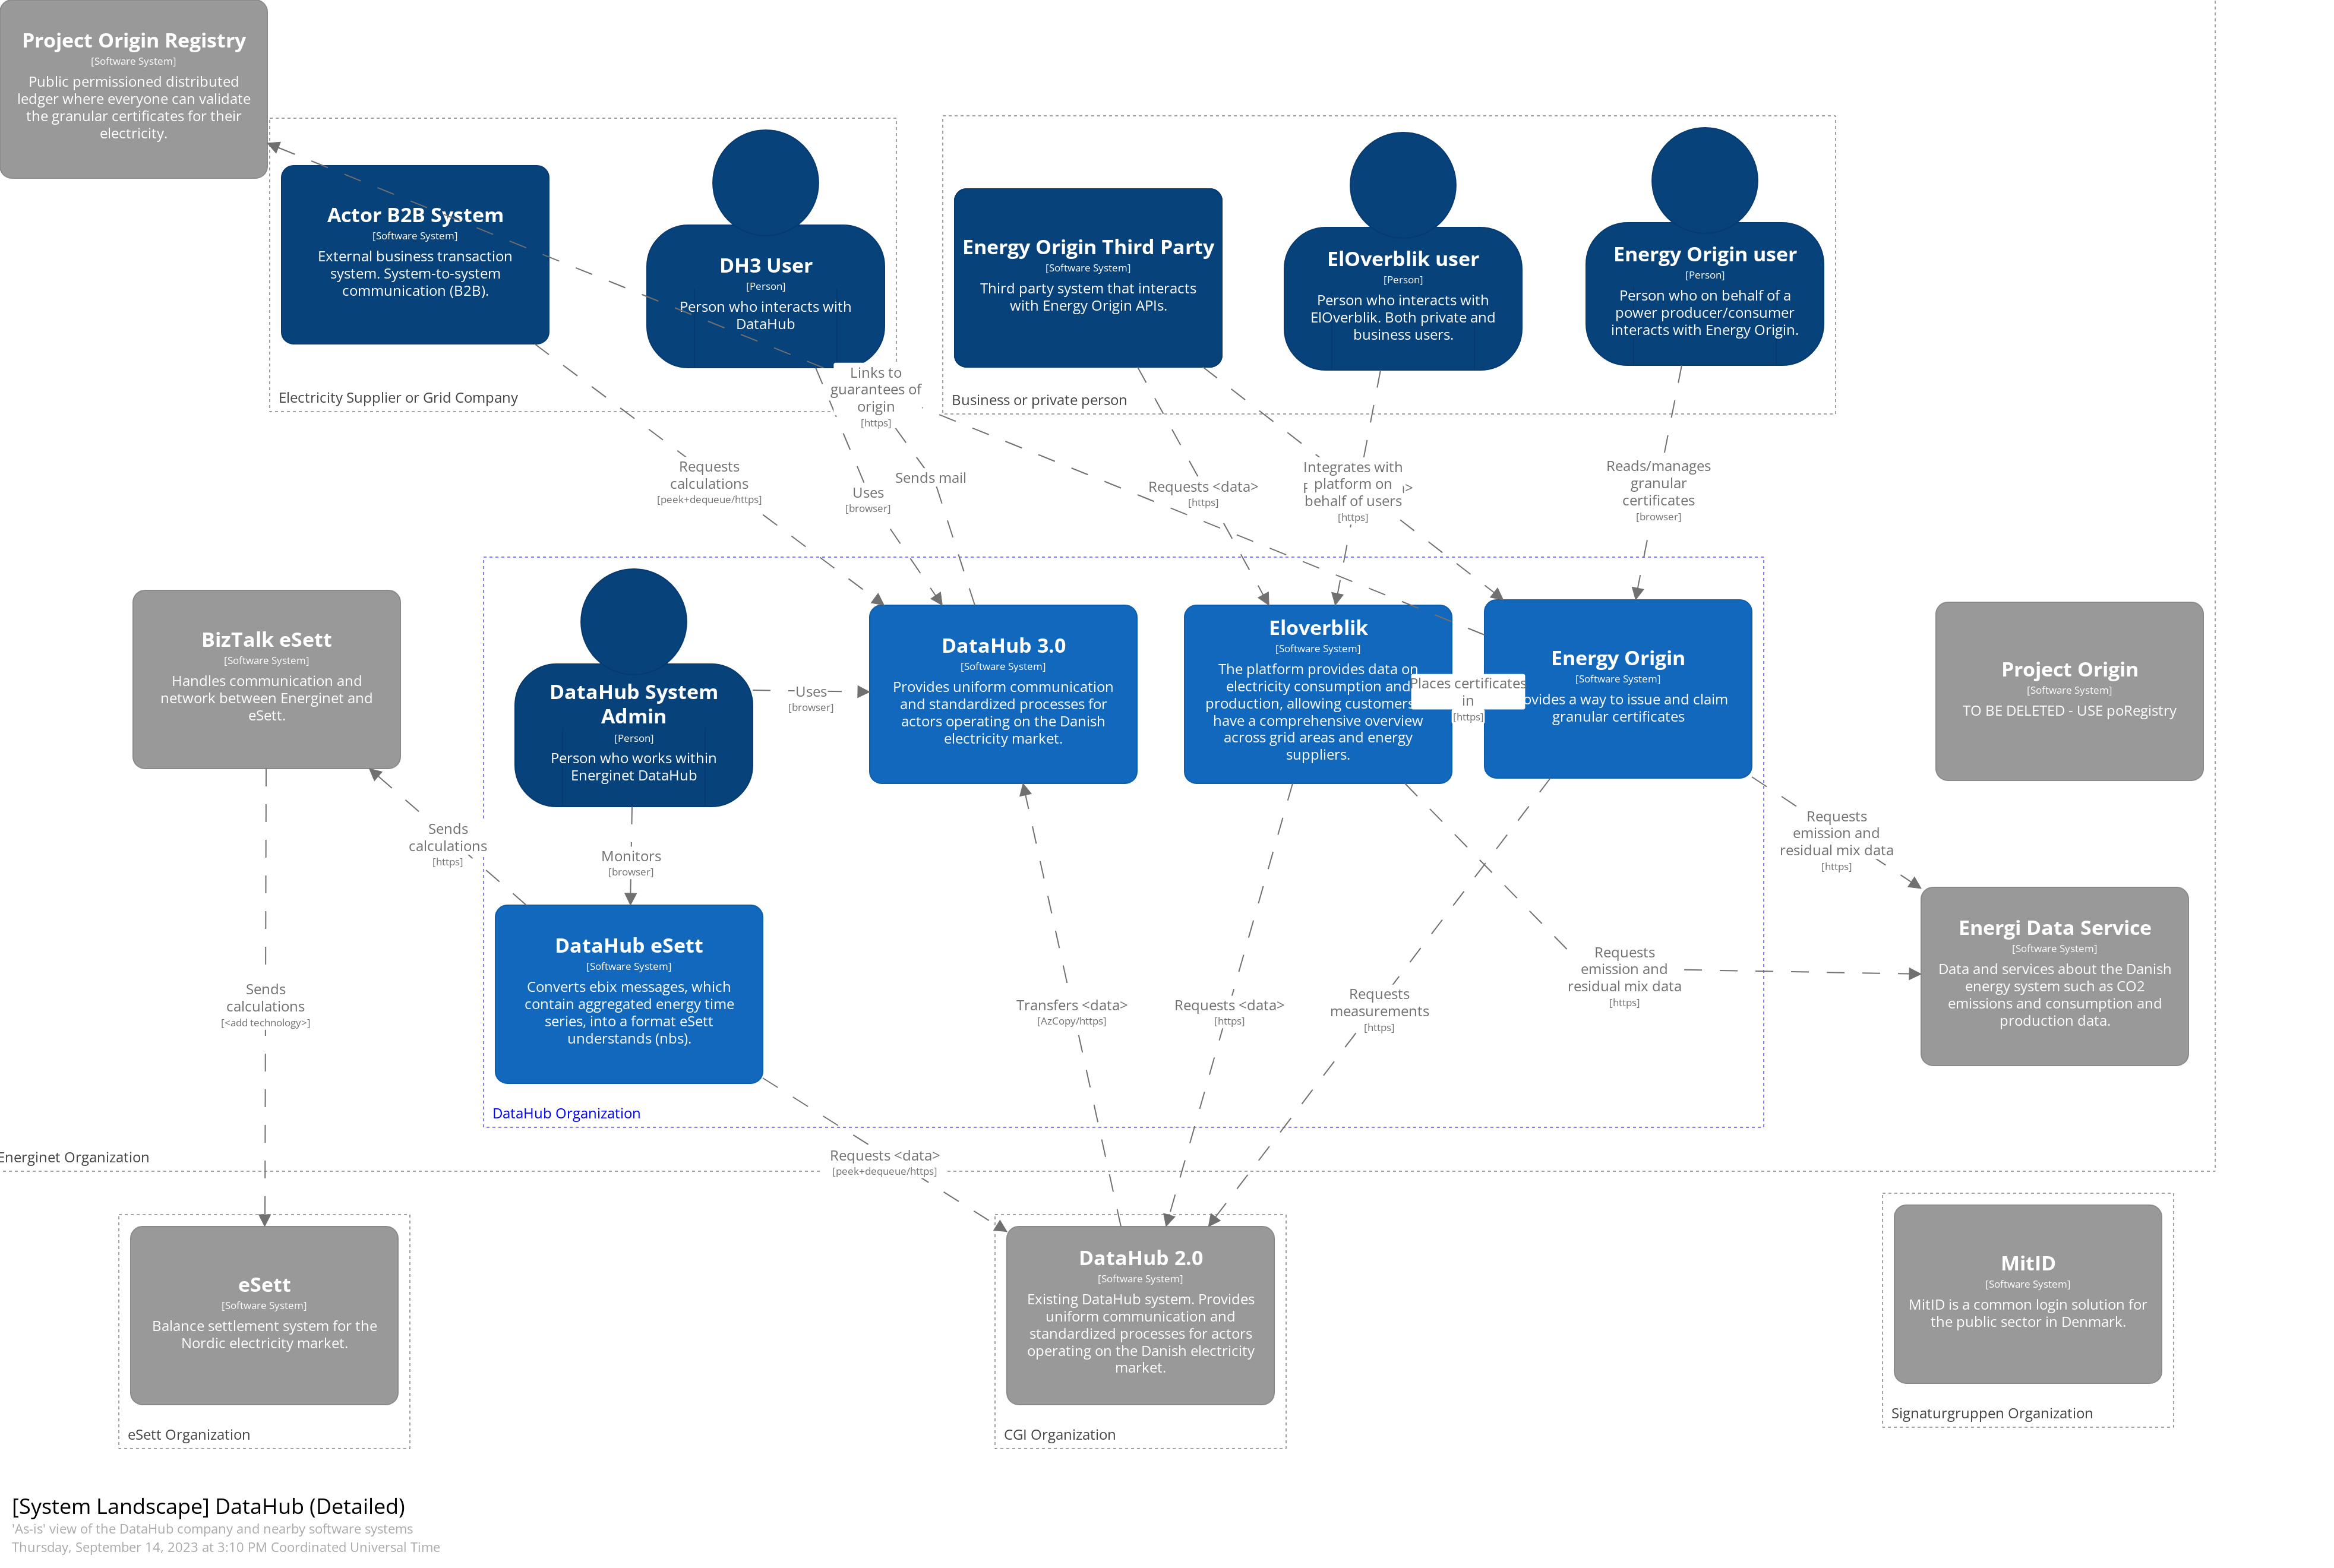 Project Origin Registry
[Software System]
Public permissioned distributed
ledger where everyone can validate
the granular certificates for their
electricity.
Actor B2B System
[Software System]
External business transaction
system. System-to-system
communication (B2B).
DH3 User
[Person]
Person who interacts with
DataHub
Electricity Supplier or Grid Company
Energy Origin Third Party
[Software System]
Third party system that interacts
with Energy Origin APIs.
ElOverblik user
[Person]
Person who interacts with
ElOverblik. Both private and
business users.
Energy Origin user
[Person]
Person who on behalf of a
power producer/consumer
interacts with Energy Origin.
Business or private person
Links to
guarantees of
origin
[https]
Requests
calculations
[peek+dequeue/https]
Uses
[browser]
Sends mail
Requests <data>
[https]
Integrates with
platform on
behalf of users
[https]
Reads/manages
granular
certificates
[browser]
BizTalk eSett
[Software System]
Handles communication and
network between Energinet and
eSett.
DataHub System
Admin
[Person]
Person who works within
Energinet DataHub
Uses
[browser]
DataHub 3.0
[Software System]
Provides uniform communication
and standardized processes for
actors operating on the Danish
electricity market.
Eloverblik
[Software System]
The platform provides data on
electricity consumption and
production, allowing customers
have a comprehensive overview
across grid areas and energy
suppliers.
Places certificates
in
[https]
Energy Origin
[Software System]
ovides a way to issue and claim
granular certificates
Project Origin
[Software System]
TO BE DELETED - USE poRegistry
Sends
calculations
[https]
Monitors
[browser]
Requests
emission and
residual mix data
[https]
DataHub eSett
[Software System]
Converts ebix messages, which
contain aggregated energy time
series, into a format eSett
understands (nbs).
Energi Data Service
[Software System]
Data and services about the Danish
energy system such as CO2
emissions and consumption and
production data.
Sends
calculations
[<add technology>]
Transfers <data>
[AzCopy/https]
Requests <data>
[https]
Requests
measurements
[https]
Requests
emission and
residual mix data
[https]
DataHub Organization
Energinet Organization
Requests <data>
[peek+dequeue/https]
eSett
[Software System]
Balance settlement system for the
Nordic electricity market.
eSett Organization
DataHub 2.0
[Software System]
Existing DataHub system. Provides
uniform communication and
standardized processes for actors
operating on the Danish electricity
market.
CGI Organization
MitID
[Software System]
MitID is a common login solution for
the public sector in Denmark.
Signaturgruppen Organization
[System Landscape] DataHub (Detailed)
'As-is' view of the DataHub company and nearby software systems
Thursday, September 14, 2023 at 3:10 PM Coordinated Universal Time